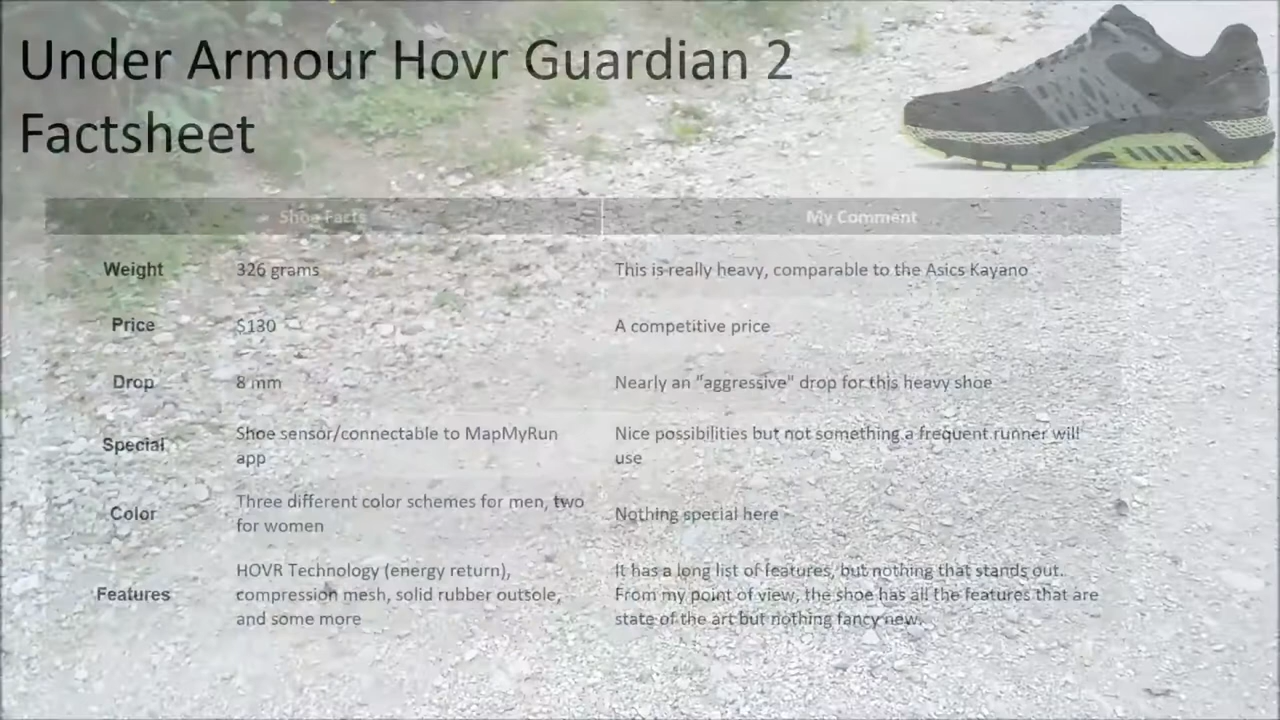 Under Armour Hovr Guardian 2
Factsheet
Shoe Facts
My Comment
Weight
326 grams
This is really heavy, comparable to the Asics Kayano
Price
$130
A competitive price
Drop
8 mm
Nearly an "aggressive" drop for this heavy shoe
Special
Shoe sensor/connectable to MapMyRun
app
Nice possibilities but not something a frequent runner will
use
Color
Three different color schemes for men, two
for women
Nothing special here
Features
HOVR Technology (energy return),
compression mesh, solid rubber outsole,
and some more
It has a long list of features, but nothing that stands out.
From my point of view, the shoe has all the features that are
state of the art but nothing fancy new.